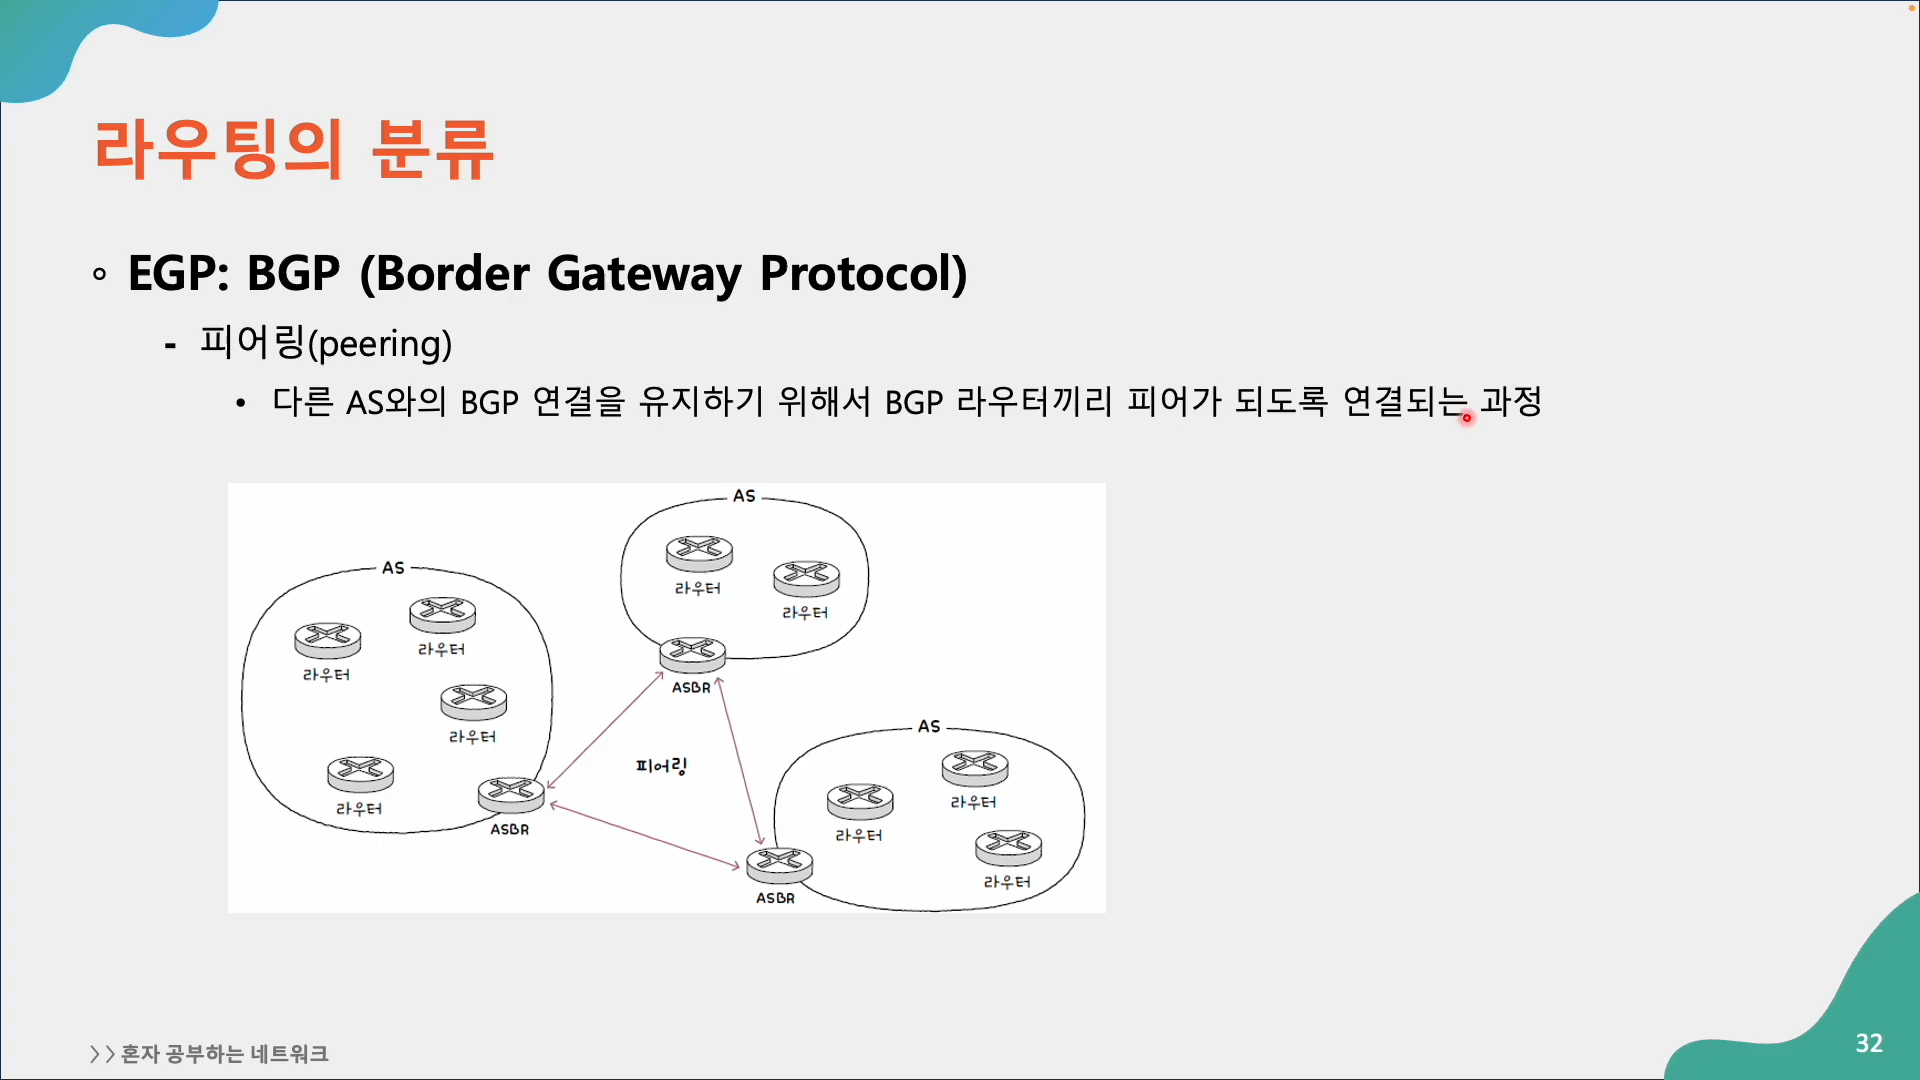 라우팅의 분류
◦ EGP: BGP (Border Gateway Protocol)
- 피어링(peering)
• 다른 AS와의 BGP 연결을 유지하기 위해서 BGP 라우터끼리 피어가 되도록 연결되는 과정
AS
라우터
라우터
ASBR
AS
라우터
라우터
라우터
라우터
ASBR
피어링
AS
라우터
라우터
라우터
ASBR
>> 혼자 공부하는 네트워크
32